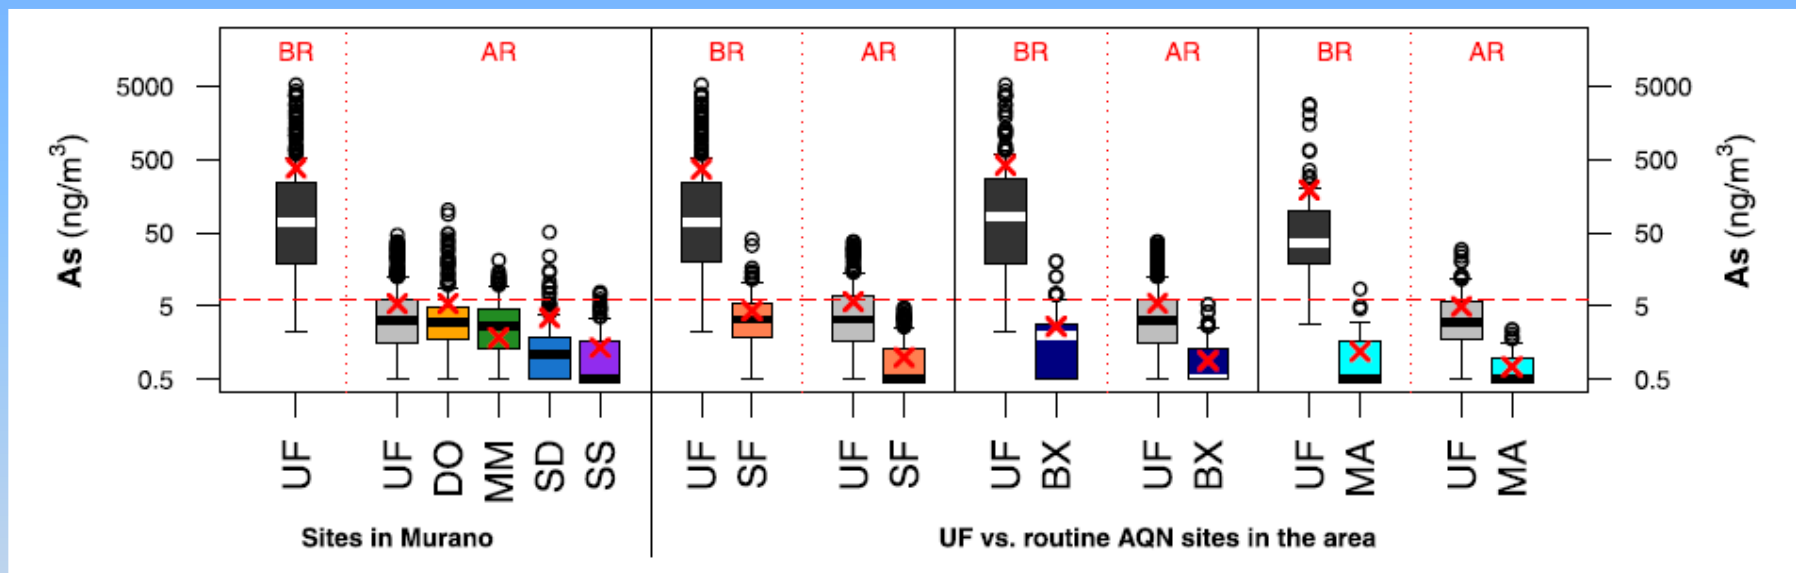 BR AR BR AR BR AR BR AR
5000 5000
500 500
50 50
5 5
0.5 0.5
As (ng/m³) As (ng/m³)
UF UF DO MM SD SS UF SF UF SF UF BX UF BX UF MA UF MA
Sites in Murano UF vs. routine AQN sites in the area